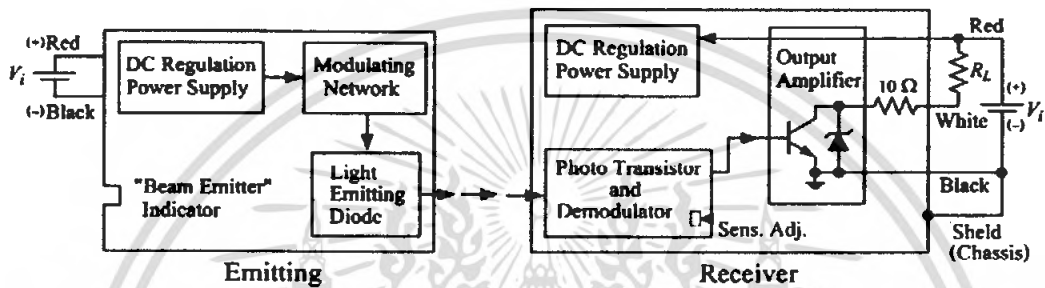 (+)Red
V_i
(-)Black
DC Regulation
Power Supply
Modulating
Network
"Beam Emitter"
Indicator
Light
Emitting
Diode
Emitting
DC Regulation
Power Supply
Output
Amplifier
10 Ω
Photo Transistor
and
Demodulator
Sens. Adj.
Receiver
Red
R_L
(+)
V_i
(-)
White
Black
Sheld
(Chassis)